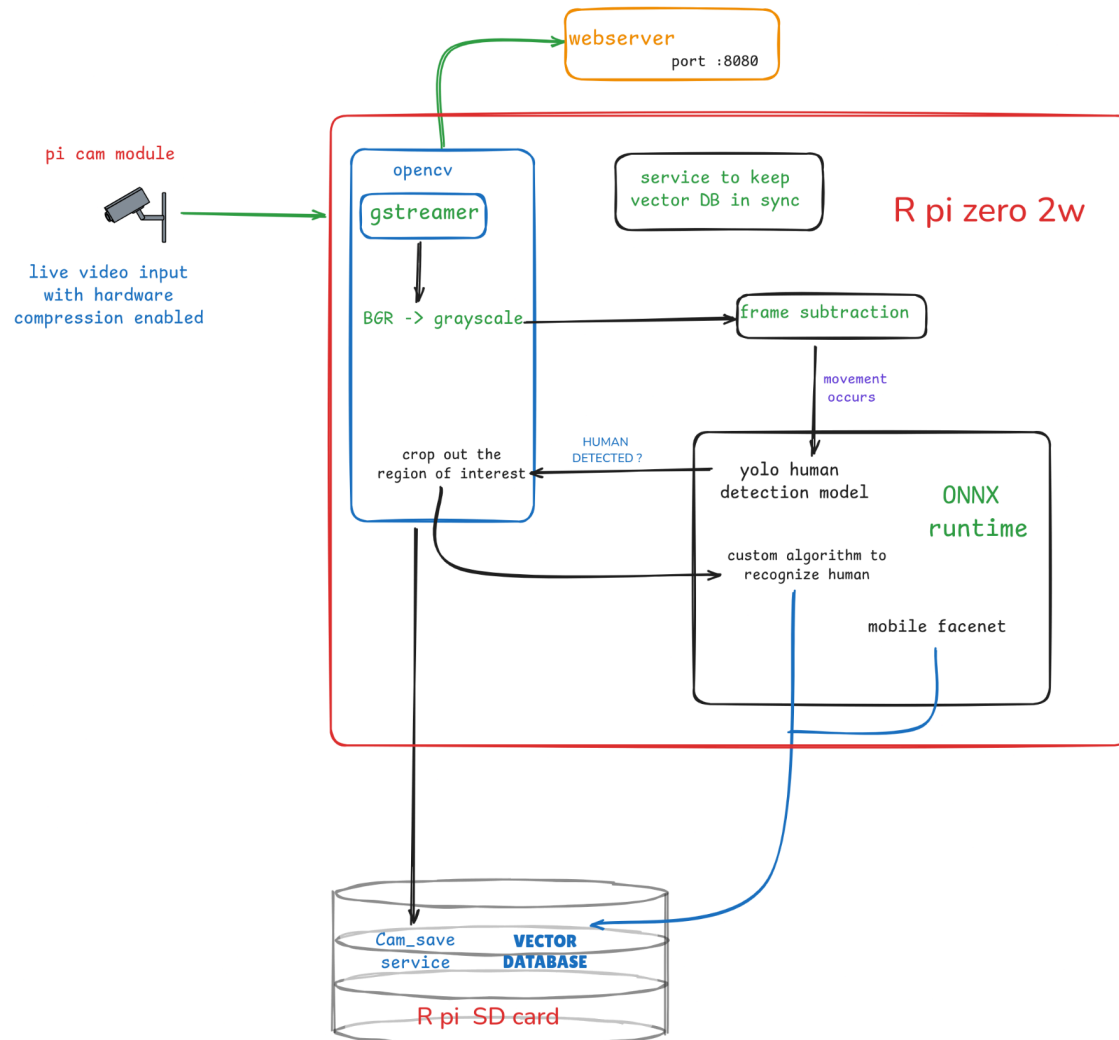 webserver
port :8080
pi cam module
live video input
with hardware
compression enabled
opencv
gstreamer
BGR -> grayscale
service to keep
vector DB in sync
R pi zero 2w
frame subtraction
movement
occurs
HUMAN
DETECTED ?
crop out the
region of interest
yolo human
detection model
ONNX
runtime
custom algorithm to
recognize human
mobile facenet
Cam_save
service
VECTOR
DATABASE
R pi SD card